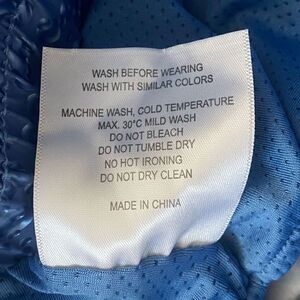 WASH BEFORE WEARING
WASH WITH SIMILAR COLORS
MACHINE WASH, COLD TEMPERATURE
MAX. 30°C MILD WASH
DO NOT BLEACH
DO NOT TUMBLE DRY
NO HOT IRONING
DO NOT DRY CLEAN
MADE IN CHINA